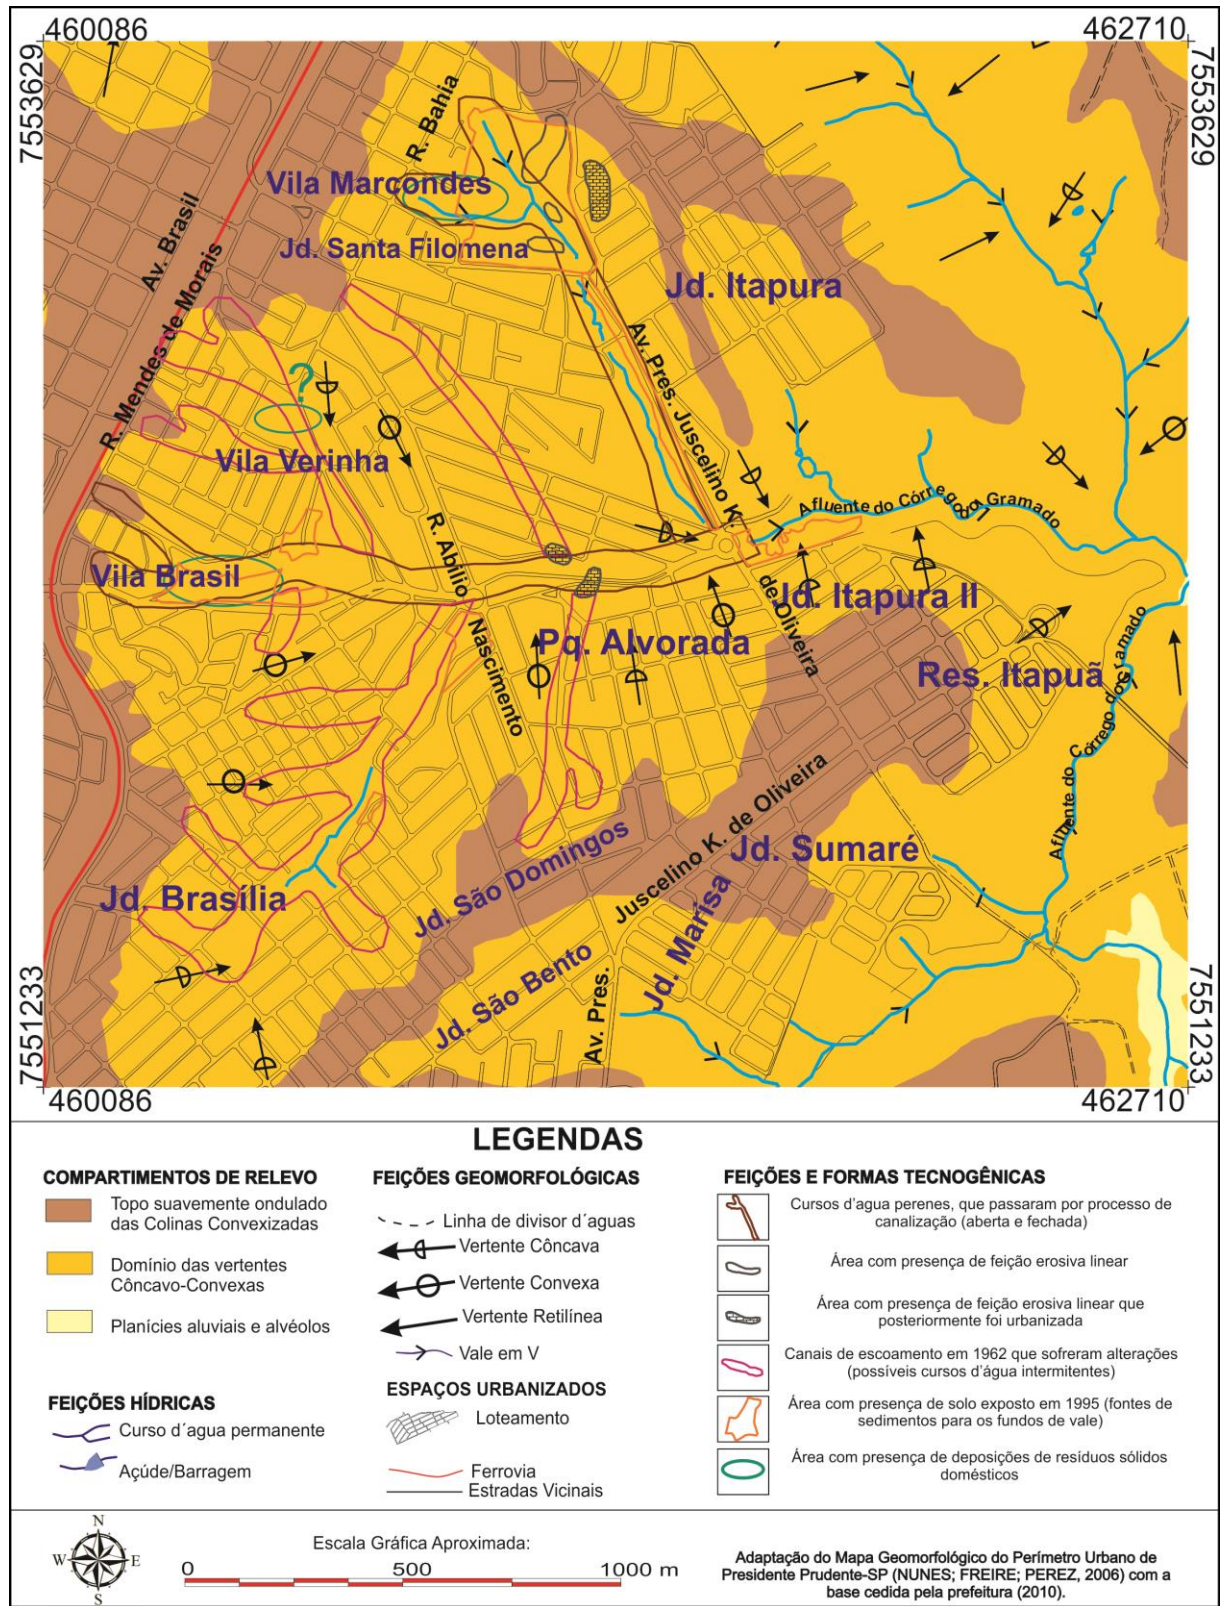 460086
462710
7553629
7553629
R. Bahia
Vila Marcondes
Av. Brasil
Jd. Santa Filomena
Jd. Itapura
R. Mendes de Morais
?
Av. Pres. Juscelino K.
Vila Verinha
Afluente do Córrego do Gramado
R. Abílio
Vila Brasil
de Oliveira
Jd. Itapura II
Nascimento
Pq. Alvorada
Res. Itapuã
Afluente do Córrego do Gramado
Juscelino K. de Oliveira
Jd. Sumaré
Jd. São Domingos
Jd. Brasília
Jd. Marisa
Jd. São Bento
Av. Pres.
7551233
7551233
460086
462710
LEGENDAS
COMPARTIMENTOS DE RELEVO
Topo suavemente ondulado
das Colinas Convexizadas
Domínio das vertentes
Côncavo-Convexas
Planícies aluviais e alvéolos
FEIÇÕES HÍDRICAS
Curso d´agua permanente
Açúde/Barragem
FEIÇÕES GEOMORFOLÓGICAS
Linha de divisor d´aguas
Vertente Côncava
Vertente Convexa
Vertente Retilínea
Vale em V
ESPAÇOS URBANIZADOS
Loteamento
Ferrovia
Estradas Vicinais
FEIÇÕES E FORMAS TECNOGÊNICAS
Cursos d'agua perenes, que passaram por processo de
canalização (aberta e fechada)
Área com presença de feição erosiva linear
Área com presença de feição erosiva linear que
posteriormente foi urbanizada
Canais de escoamento em 1962 que sofreram alterações
(possíveis cursos d'água intermitentes)
Área com presença de solo exposto em 1995 (fontes de
sedimentos para os fundos de vale)
Área com presença de deposições de resíduos sólidos
domésticos
N
W
E
S
Escala Gráfica Aproximada:
0 500 1000 m
Adaptação do Mapa Geomorfológico do Perímetro Urbano de
Presidente Prudente-SP (NUNES; FREIRE; PEREZ, 2006) com a
base cedida pela prefeitura (2010).